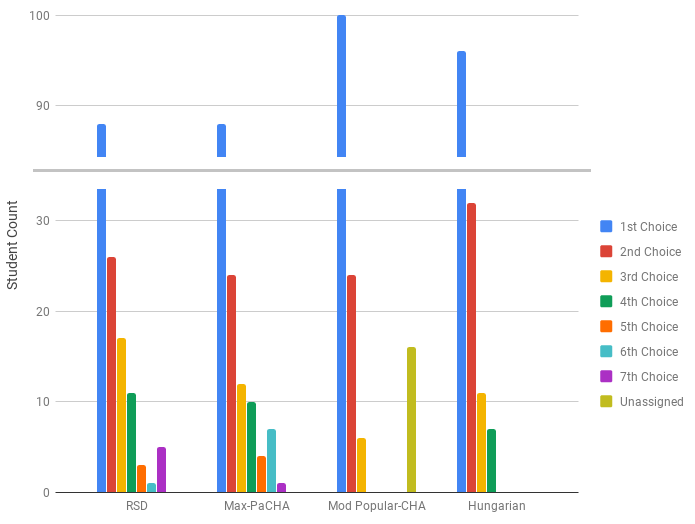 100
90
30
20
10
0
Student Count
RSD
Max-PaCHA
Mod Popular-CHA
Hungarian
1st Choice
2nd Choice
3rd Choice
4th Choice
5th Choice
6th Choice
7th Choice
Unassigned